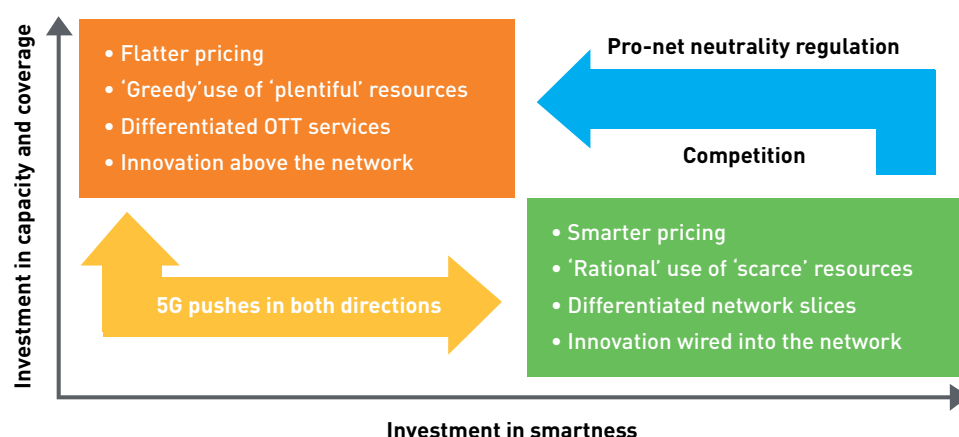 Investment in capacity and coverage
• Flatter pricing
• ‘Greedy’use of ‘plentiful’ resources
• Differentiated OTT services
• Innovation above the network
Pro-net neutrality regulation
Competition
5G pushes in both directions
• Smarter pricing
• ‘Rational’ use of ‘scarce’ resources
• Differentiated network slices
• Innovation wired into the network
Investment in smartness